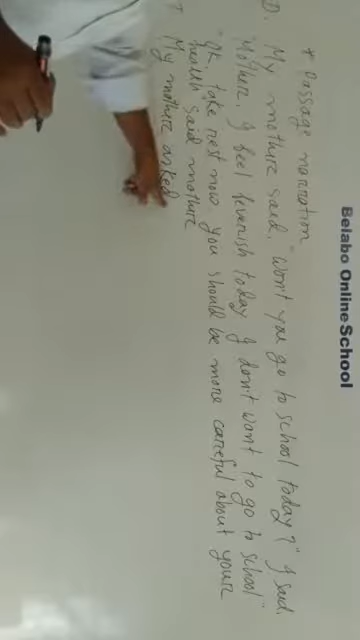 Belabo Online School
* Passage narration
D. My mother said, "Won't you go to school today?" I said,
"Mother, I feel feverish today I don't want to go to school"
"Ok, take rest now. You should be more careful about your
health said mother
My mother asked